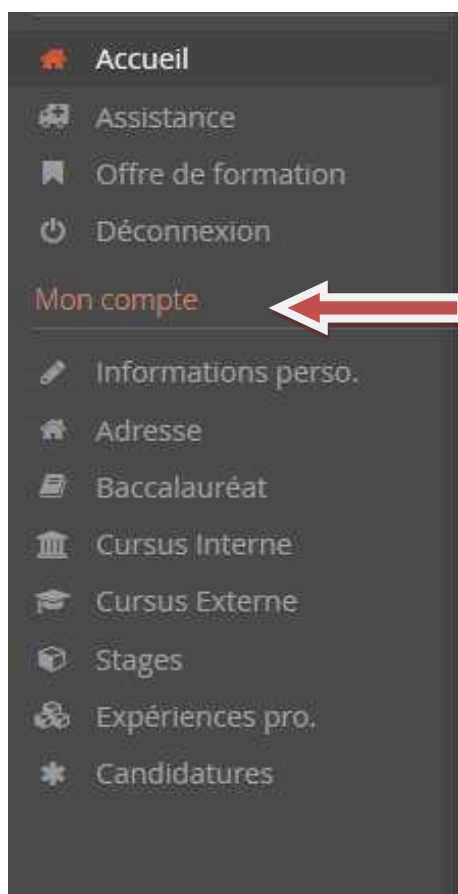 Accueil
Assistance
Offre de formation
Déconnexion
Mon compte
Informations perso.
Adresse
Baccalauréat
Cursus Interne
Cursus Externe
Stages
Expériences pro.
Candidatures